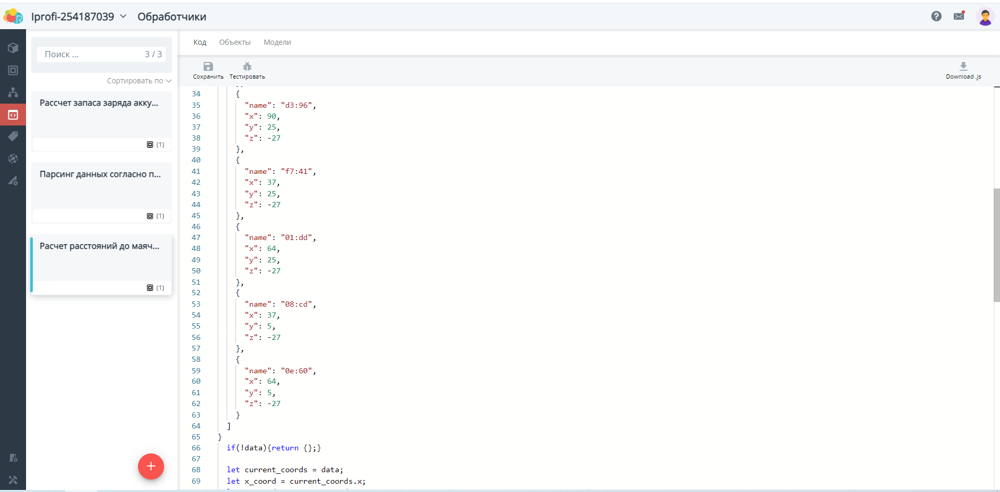 Iprofi-254187039
Обработчики
Поиск ...
3 / 3
Сортировать по
Рассчет запаса заряда акку...
(1)
Парсинг данных согласно п...
(1)
Расчет расстояний до маяч...
(1)
Код
Объекты
Модели
Сохранить
Тестировать
Download .js
34 {
35 "name": "d3:96",
36 "x": 90,
37 "y": 25,
38 "z": -27
39 },
40 {
41 "name": "f7:41",
42 "x": 37,
43 "y": 25,
44 "z": -27
45 },
46 {
47 "name": "01:dd",
48 "x": 64,
49 "y": 25,
50 "z": -27
51 },
52 {
53 "name": "08:cd",
54 "x": 37,
55 "y": 5,
56 "z": -27
57 },
58 {
59 "name": "0e:60",
60 "x": 64,
61 "y": 5,
62 "z": -27
63 }
64 ]
65 }
66 if(!data){return {};}
67
68 let current_coords = data;
69 let x_coord = current_coords.x;